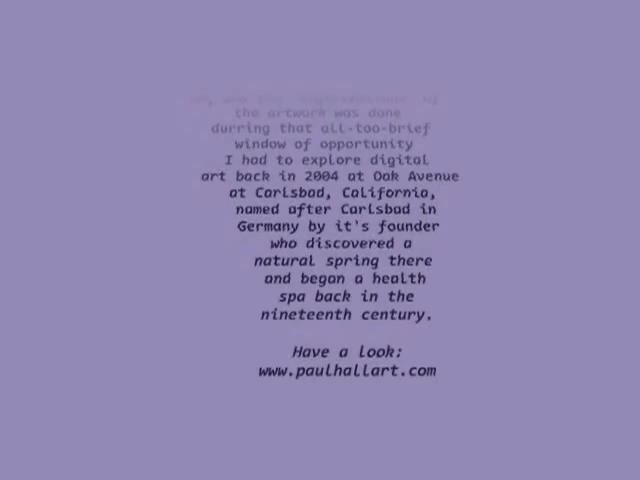 the artwork was done
durring that all-too-brief
window of opportunity
I had to explore digital
art back in 2004 at Oak Avenue
at Carlsbad, California,
named after Carlsbad in
Germany by it's founder
who discovered a
natural spring there
and began a health
spa back in the
nineteenth century.
Have a look:
www.paulhallart.com